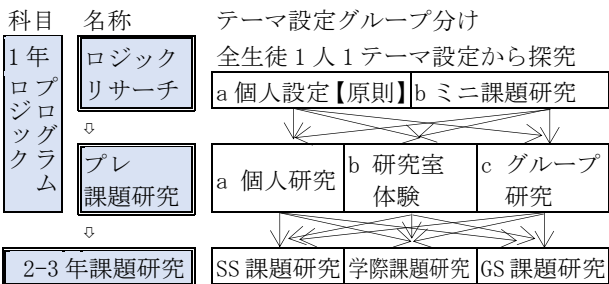 科目 名称 テーマ設定グループ分け
1年
ロジック
プログラム
ロジック
リサーチ
全生徒1人1テーマ設定から探究
a個人設定【原則】 bミニ課題研究
⇩
プレ
課題研究
a 個人研究
b 研究室
体験
c グループ
研究
⇩
2-3年課題研究 SS課題研究 学際課題研究 GS課題研究